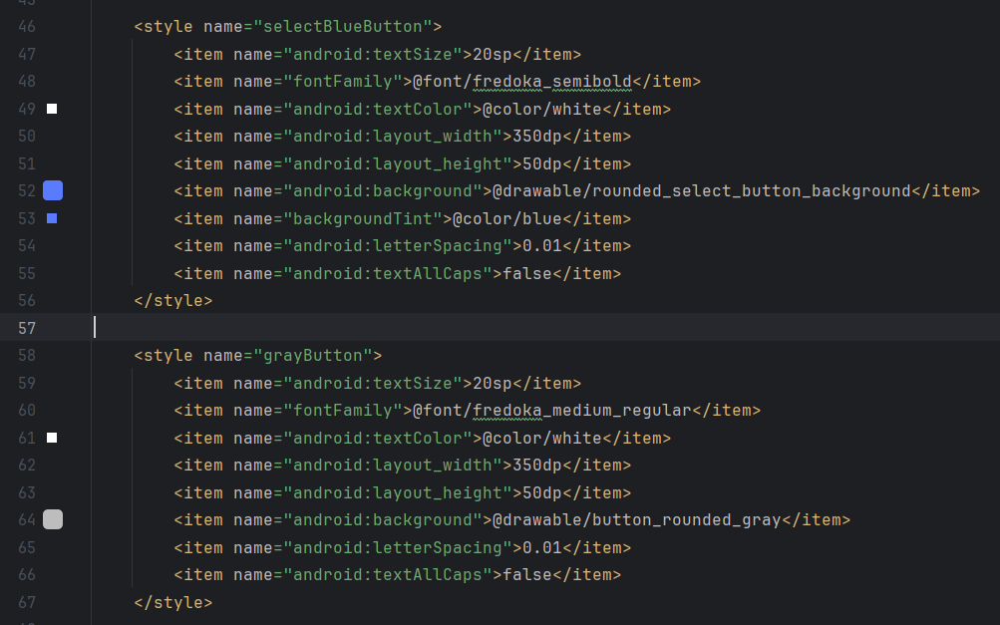 46 <style name="selectBlueButton">
47 <item name="android:textSize">20sp</item>
48 <item name="fontFamily">@font/fredoka_semibold</item>
49 <item name="android:textColor">@color/white</item>
50 <item name="android:layout_width">350dp</item>
51 <item name="android:layout_height">50dp</item>
52 <item name="android:background">@drawable/rounded_select_button_background</item>
53 <item name="backgroundTint">@color/blue</item>
54 <item name="android:letterSpacing">0.01</item>
55 <item name="android:textAllCaps">false</item>
56 </style>
57
58 <style name="grayButton">
59 <item name="android:textSize">20sp</item>
60 <item name="fontFamily">@font/fredoka_medium_regular</item>
61 <item name="android:textColor">@color/white</item>
62 <item name="android:layout_width">350dp</item>
63 <item name="android:layout_height">50dp</item>
64 <item name="android:background">@drawable/button_rounded_gray</item>
65 <item name="android:letterSpacing">0.01</item>
66 <item name="android:textAllCaps">false</item>
67 </style>